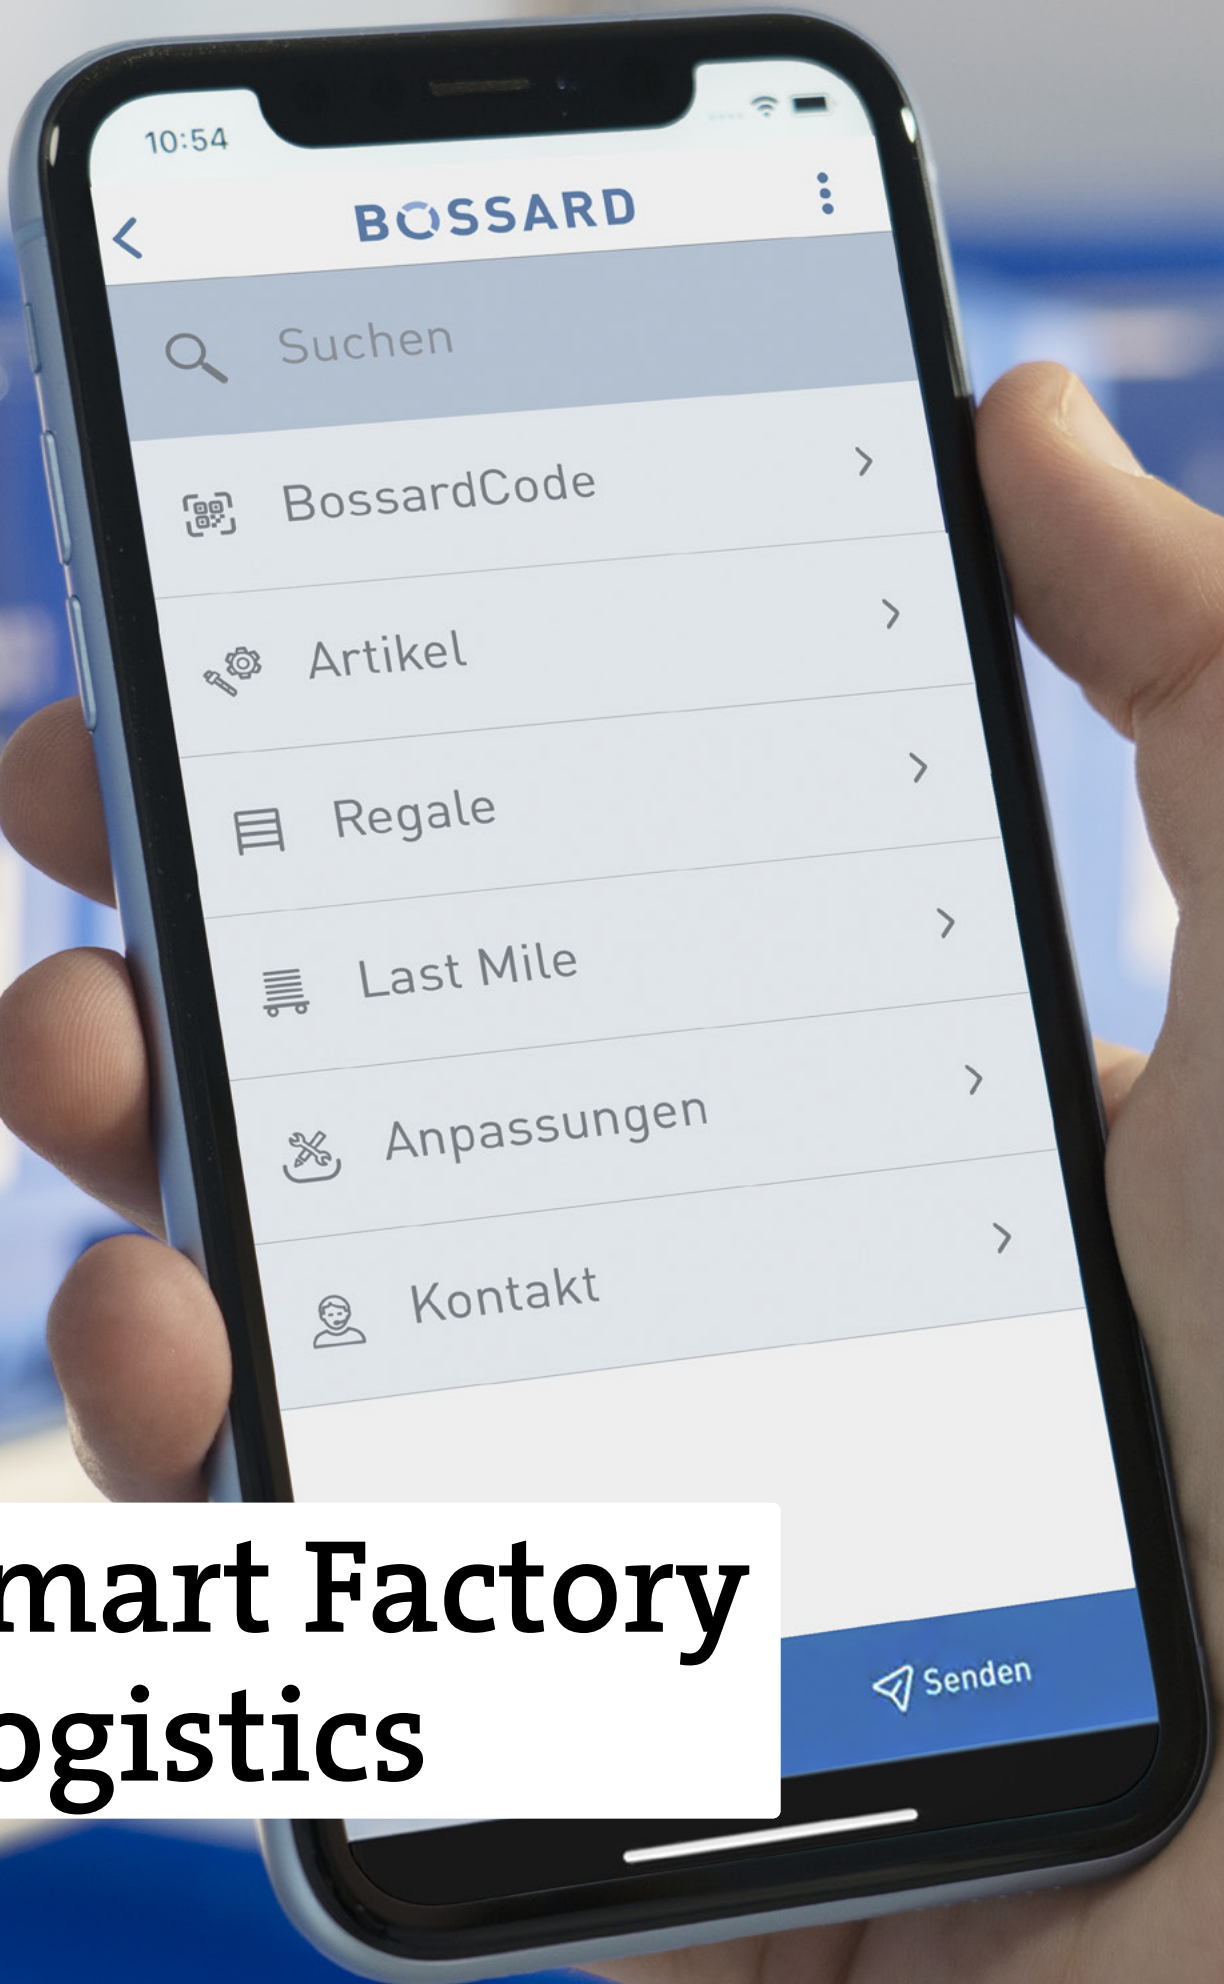 10:54
BOSSARD
Suchen
BossardCode
Artikel
Regale
Last Mile
Anpassungen
Kontakt
mart Factory
ogistics
Senden